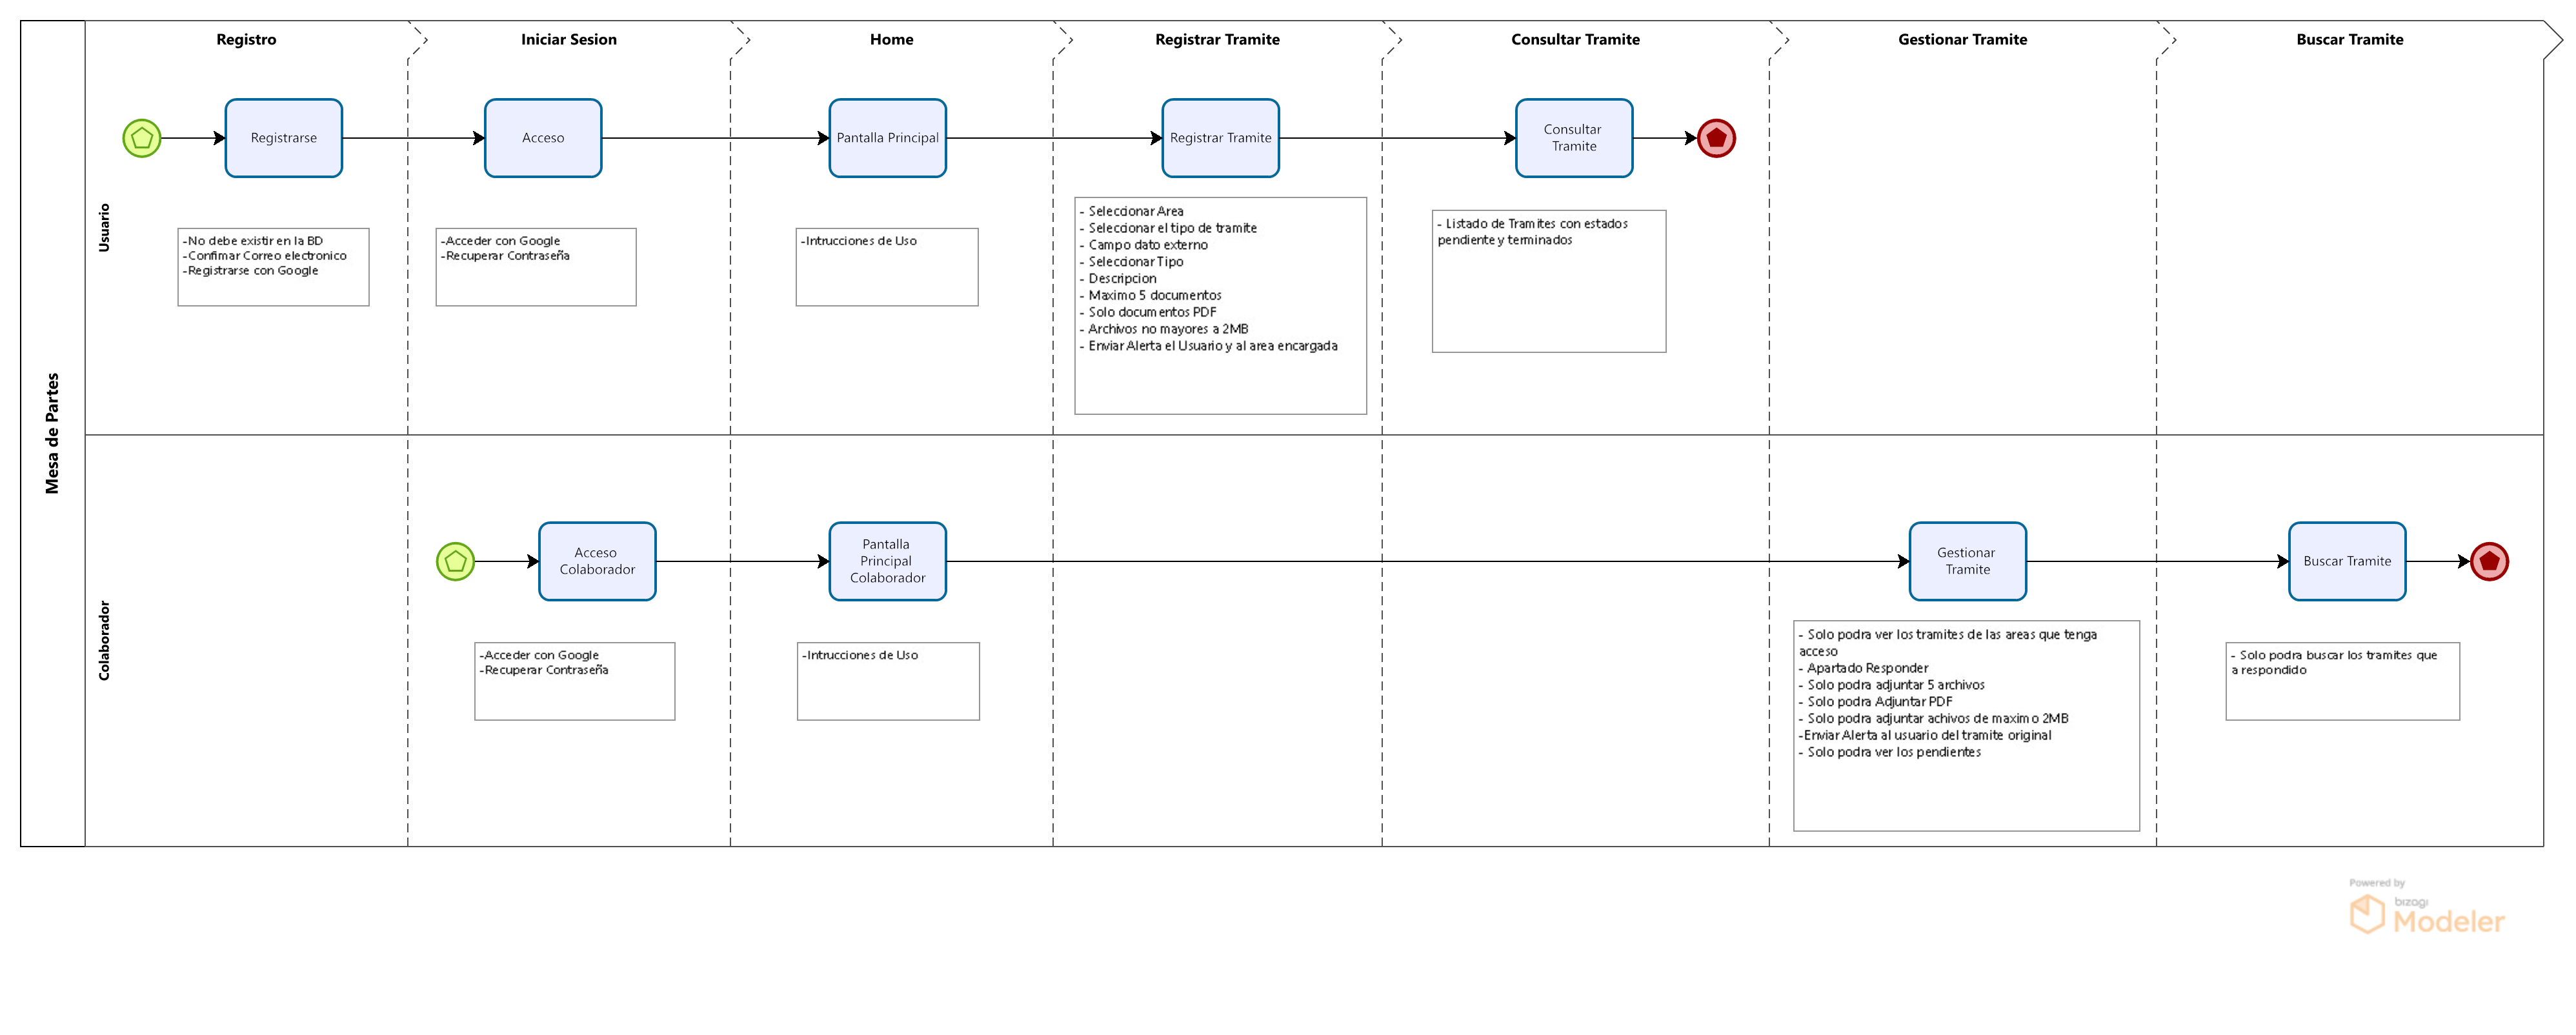 Mesa de Partes
Registro
Iniciar Sesion
Home
Registrar Tramite
Consultar Tramite
Gestionar Tramite
Buscar Tramite
Usuario
Registrarse
Acceso
Pantalla Principal
Registrar Tramite
Consultar
Tramite
-No debe existir en la BD
-Confimar Correo electronico
-Registrarse con Google
-Acceder con Google
-Recuperar Contraseña
-Intrucciones de Uso
- Seleccionar Area
- Seleccionar el tipo de tramite
- Campo dato externo
- Seleccionar Tipo
- Descripcion
- Maximo 5 documentos
- Solo documentos PDF
- Archivos no mayores a 2MB
- Enviar Alerta el Usuario y al area encargada
- Listado de Tramites con estados
pendiente y terminados
Colaborador
Acceso
Colaborador
Pantalla
Principal
Colaborador
Gestionar
Tramite
Buscar Tramite
-Acceder con Google
-Recuperar Contraseña
-Intrucciones de Uso
- Solo podra ver los tramites de las areas que tenga
acceso
- Apartado Responder
- Solo podra adjuntar 5 archivos
- Solo podra Adjuntar PDF
- Solo podra adjuntar achivos de maximo 2MB
-Enviar Alerta al usuario del tramite original
- Solo podra ver los pendientes
- Solo podra buscar los tramites que
a respondido
Powered by
bizagi
Modeler